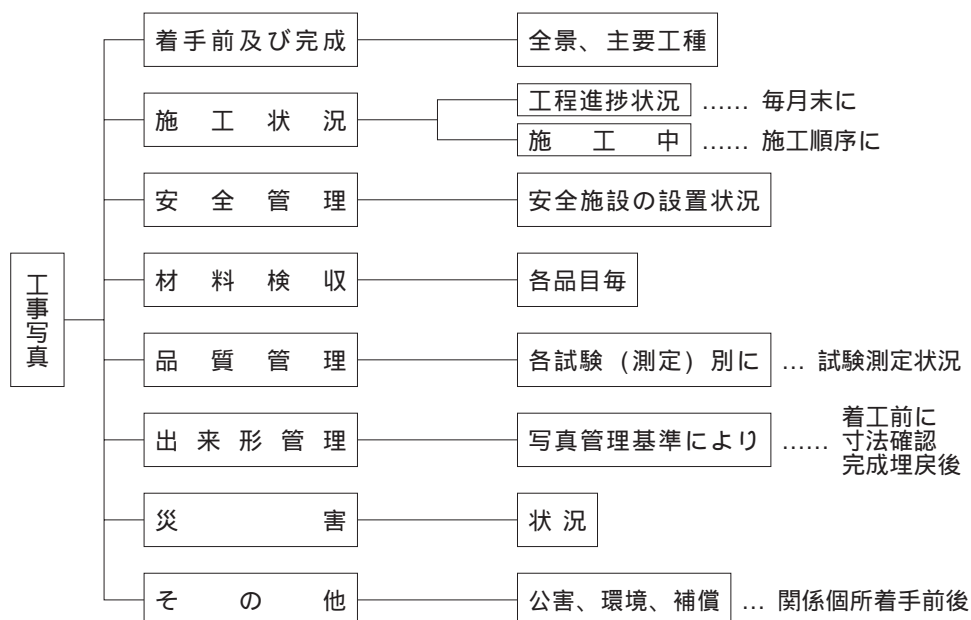 工事写真
着手前及び完成
全景、主要工種
施工状況
工程進捗状況 …… 毎月末に
施工中 …… 施工順序に
安全管理
安全施設の設置状況
材料検収
各品目毎
品質管理
各試験（測定）別に … 試験測定状況
出来形管理
写真管理基準により ……
着工前に
寸法確認
完成埋戻後
災害
状況
その他
公害、環境、補償 … 関係個所着手前後